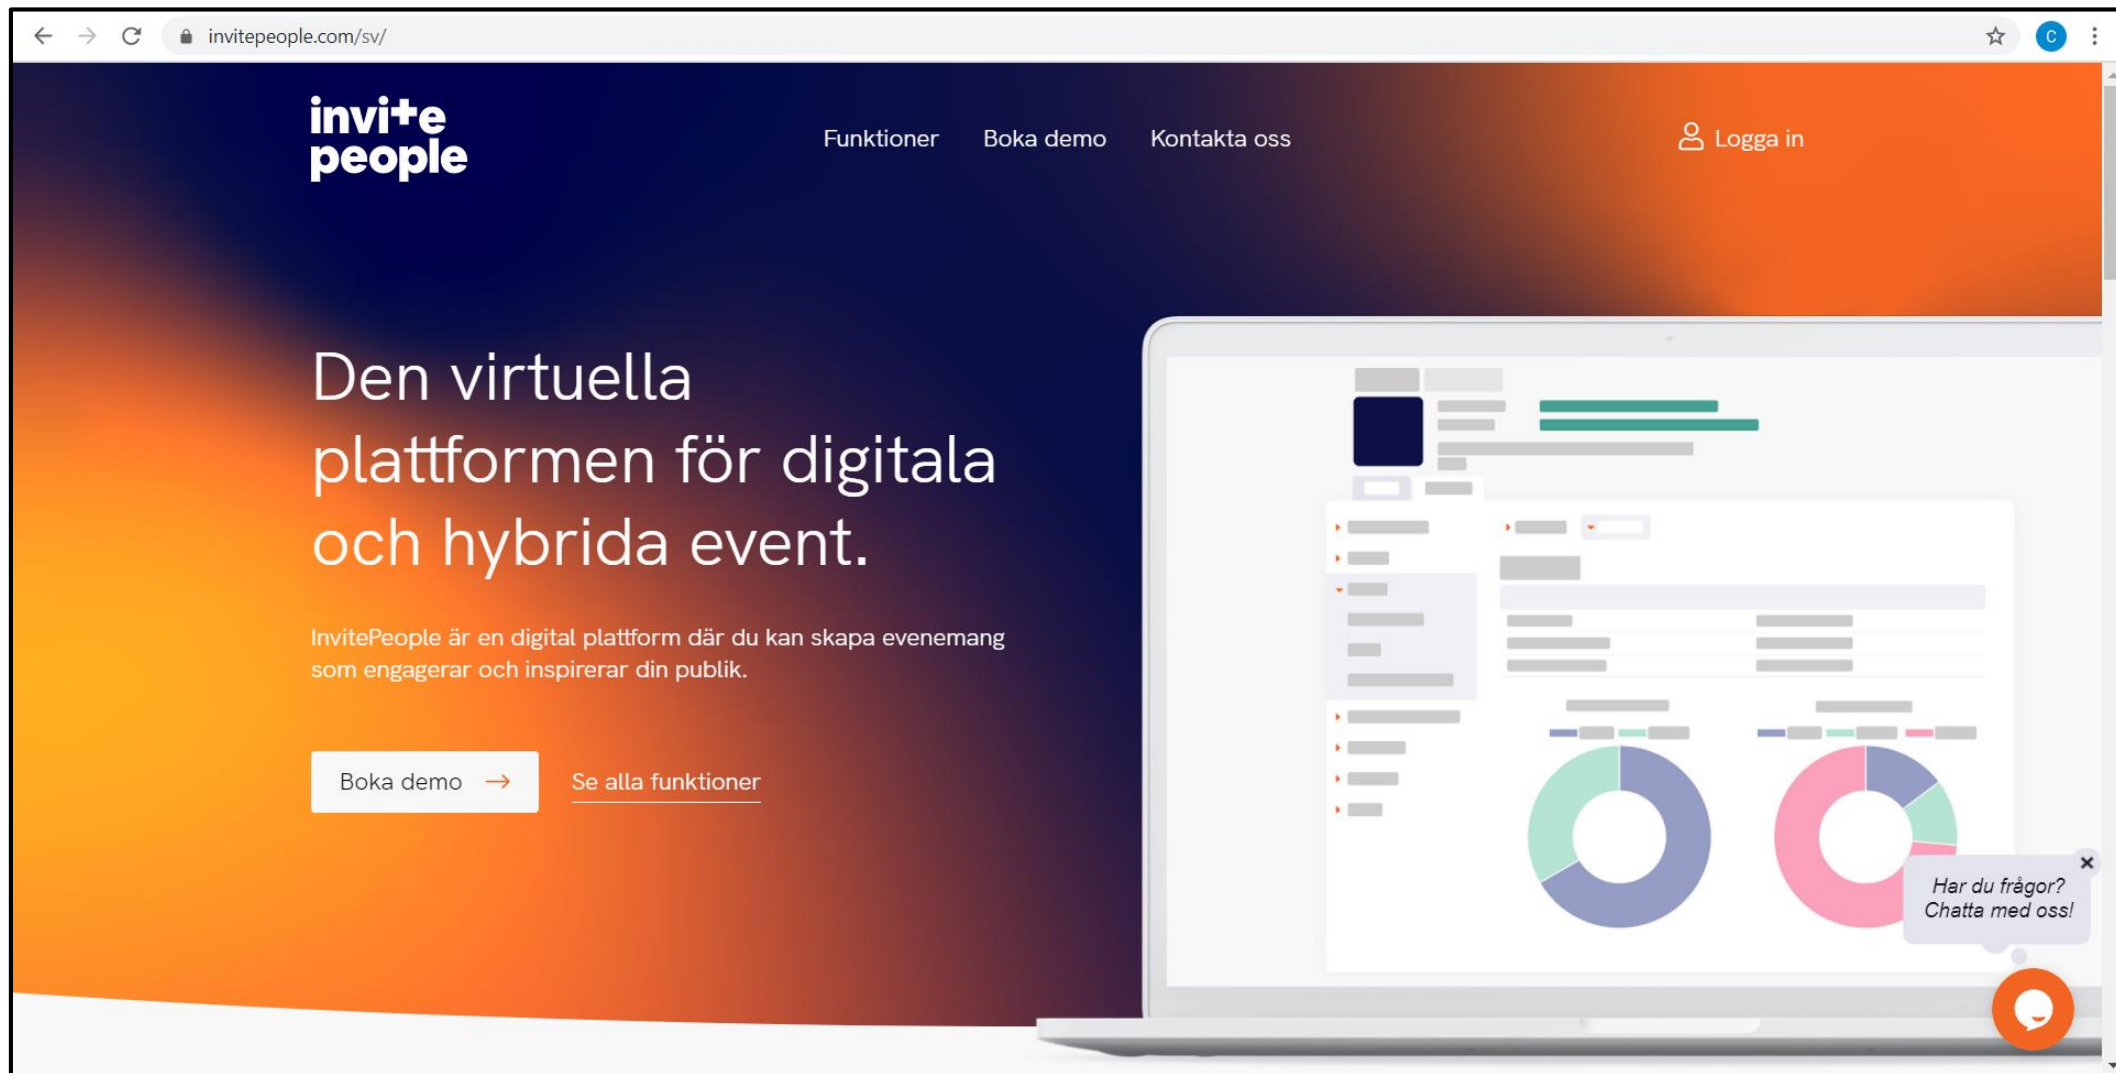 invitepeople.com/sv/
C
invite
people
Funktioner
Boka demo
Kontakta oss
Logga in
Den virtuella
plattformen för digitala
och hybrida event.
InvitePeople är en digital plattform där du kan skapa evenemang
som engagerar och inspirerar din publik.
Boka demo →
Se alla funktioner
Har du frågor?
Chatta med oss!